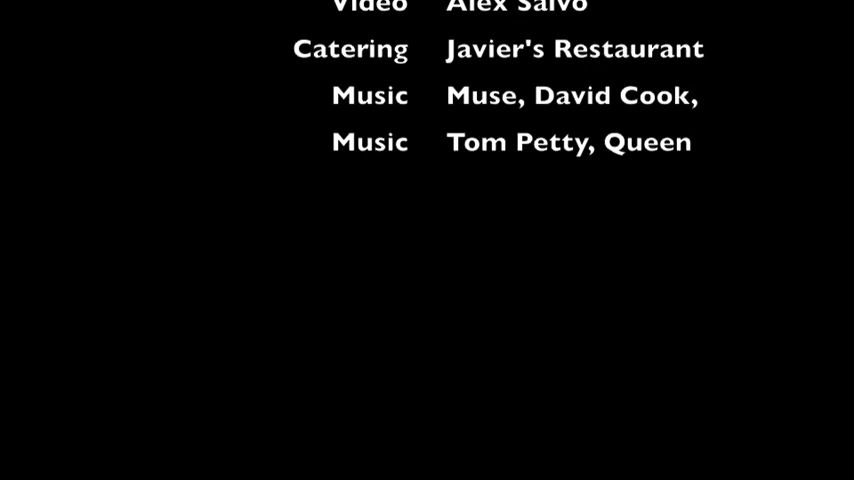 Video Alex Salvo
Catering Javier's Restaurant
Music Muse, David Cook,
Music Tom Petty, Queen